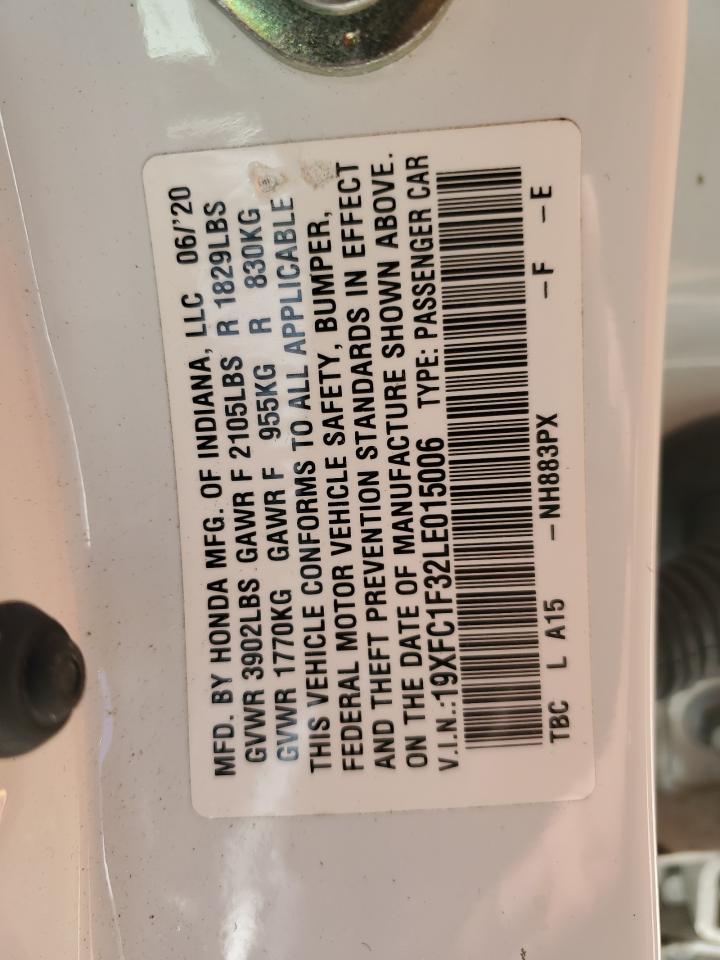 MFD. BY HONDA MFG. OF INDIANA, LLC 06/'20
GVWR 3902LBS GAWR F 2105LBS R 1829LBS
GVWR 1770KG GAWR F 955KG R 830KG
THIS VEHICLE CONFORMS TO ALL APPLICABLE
FEDERAL MOTOR VEHICLE SAFETY, BUMPER,
AND THEFT PREVENTION STANDARDS IN EFFECT
ON THE DATE OF MANUFACTURE SHOWN ABOVE.
V.I.N.:19XFC1F32LE015006 TYPE: PASSENGER CAR
TBC L A15 -NH883PX -F -E